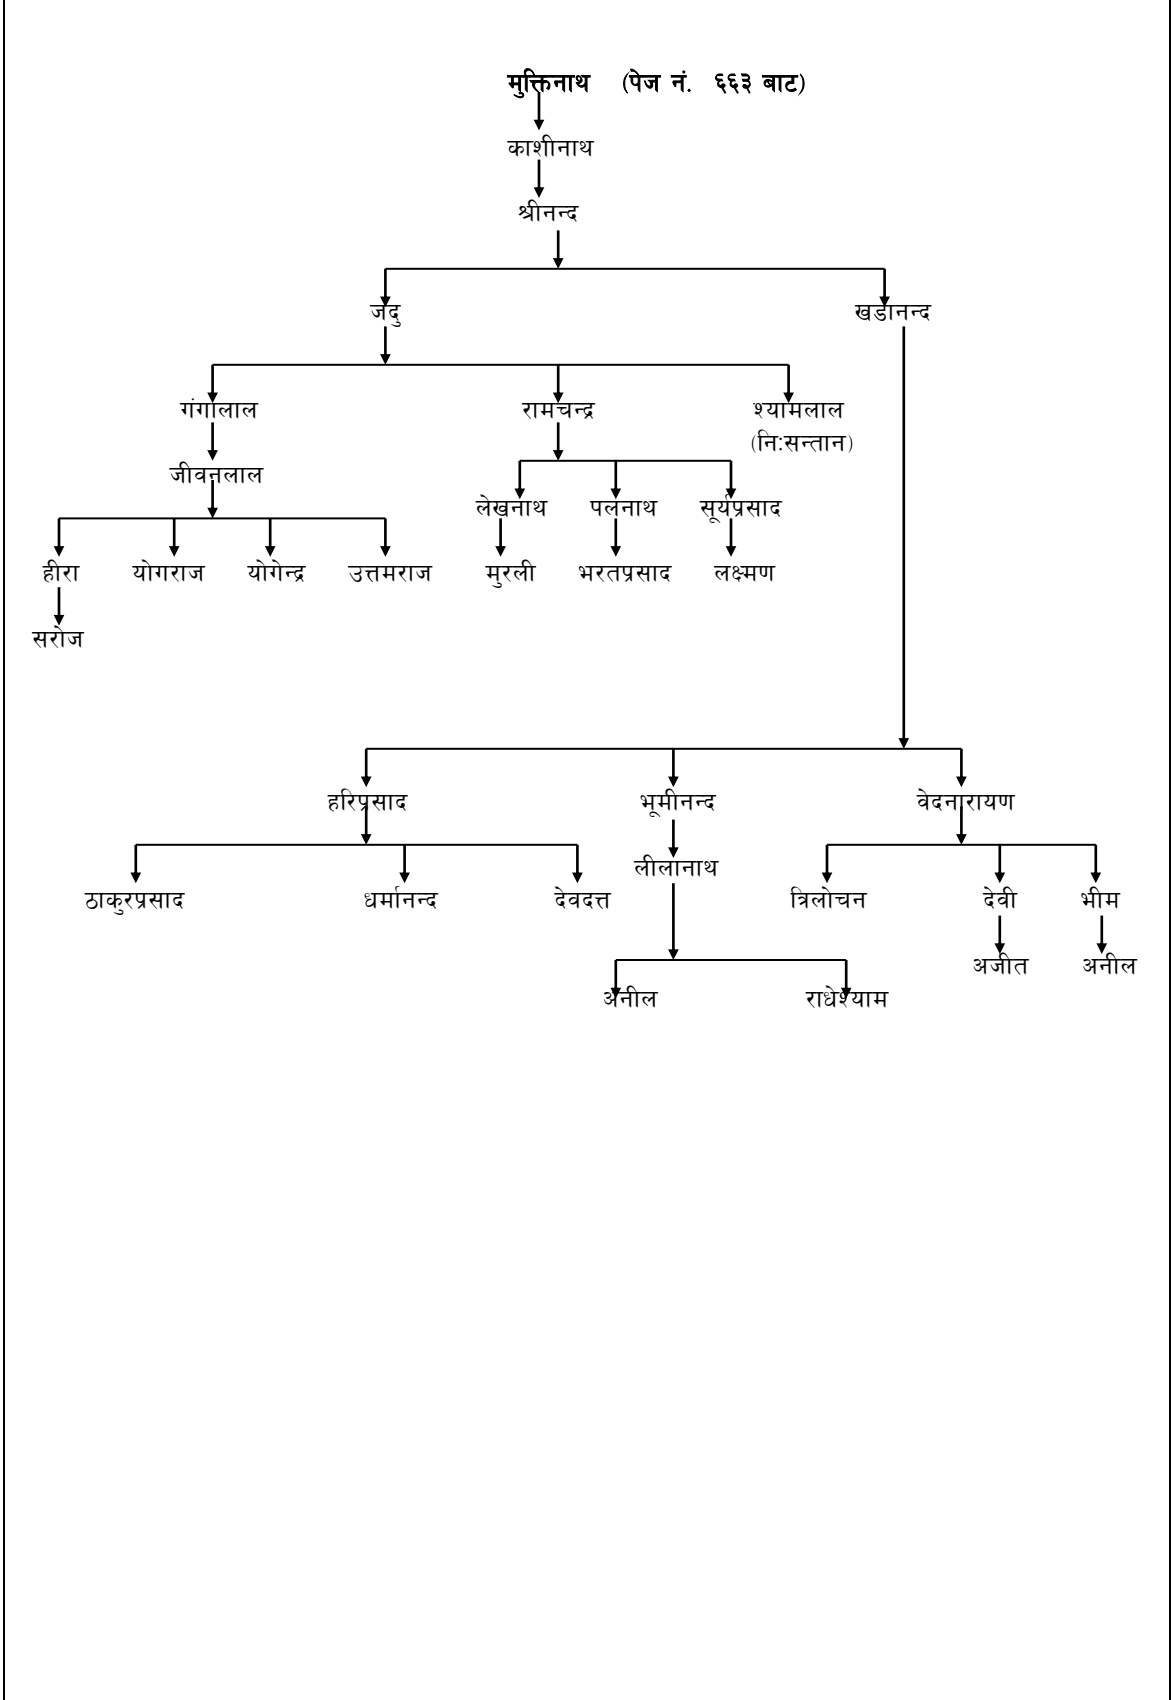 मुक्तिनाथ (पेज नं. ६६३ बाट)
काशीनाथ
श्रीनन्द
जदु खडानन्द
गंगालाल रामचन्द्र श्यामलाल
(नि:सन्तान)
जीवनलाल
लेखनाथ पलनाथ सूर्यप्रसाद
हीरा योगराज योगेन्द्र उत्तमराज मुरली भरतप्रसाद लक्ष्मण
सरोज
हरिप्रसाद भूमीनन्द वेदनारायण
लीलानाथ
ठाकुरप्रसाद धर्मानन्द देवदत्त त्रिलोचन देवी भीम
अजीत अनील
अनील राधेश्याम